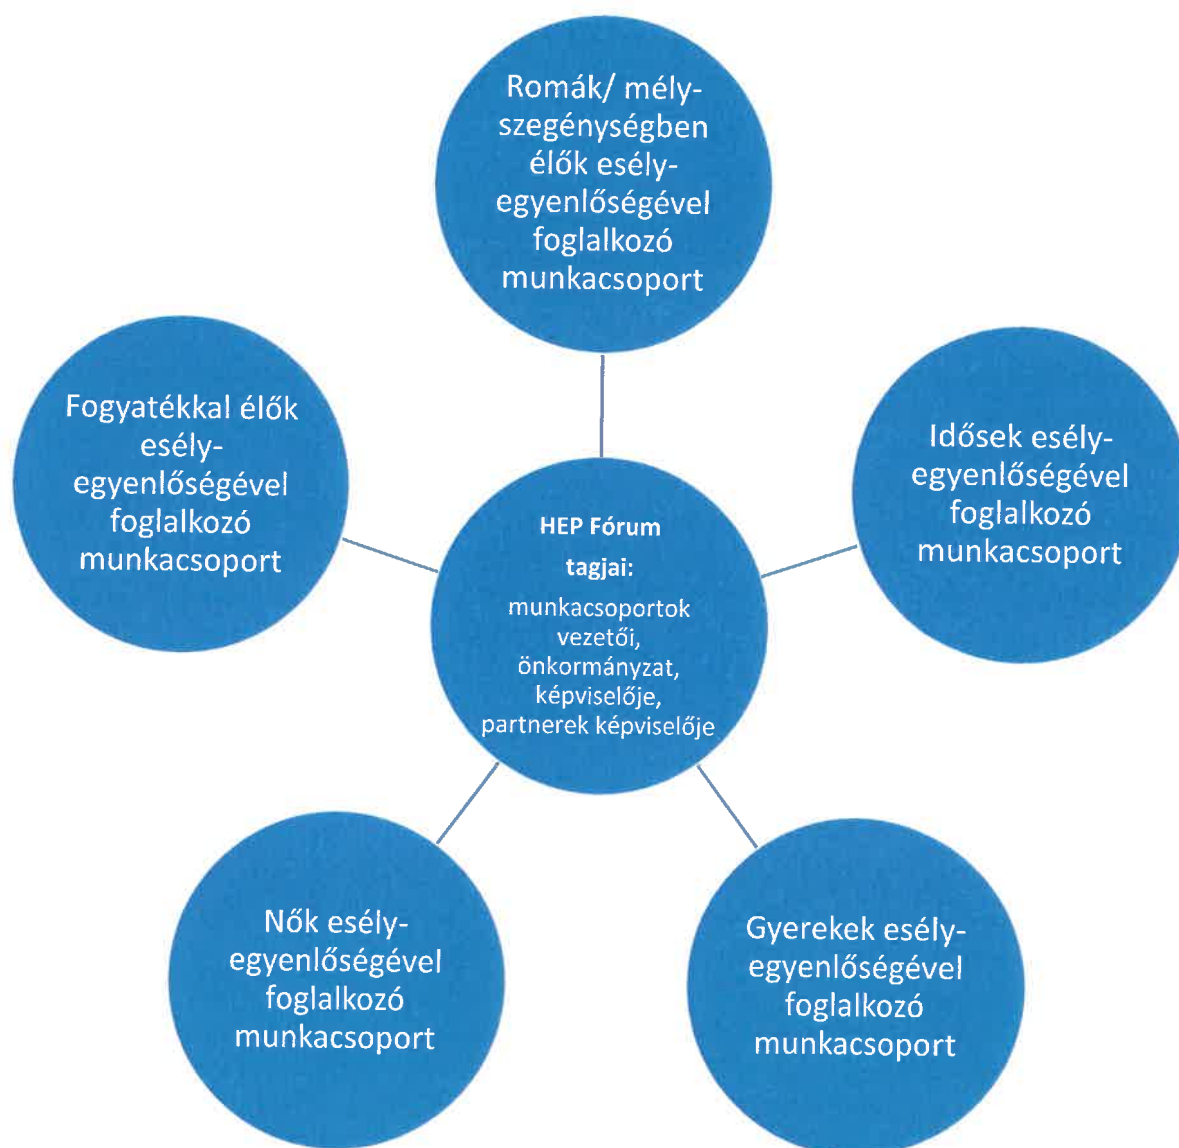 Romák/ mély-
szegénységben
élők esély-
egyenlőségével
foglalkozó
munkacsoport
Fogyatékkal élők
esély-
egyenlőségével
foglalkozó
munkacsoport
Idősek esély-
egyenlőségével
foglalkozó
munkacsoport
HEP Fórum
tagjai:
munkacsoportok
vezetői,
önkormányzat,
képviselője,
partnerek képviselője
Nők esély-
egyenlőségével
foglalkozó
munkacsoport
Gyerekek esély-
egyenlőségével
foglalkozó
munkacsoport